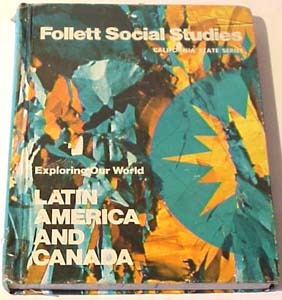 Follett Social Studies
CALIFORNIA STATE SERIES
Exploring Our World
LATIN
AMERICA
AND
CANADA